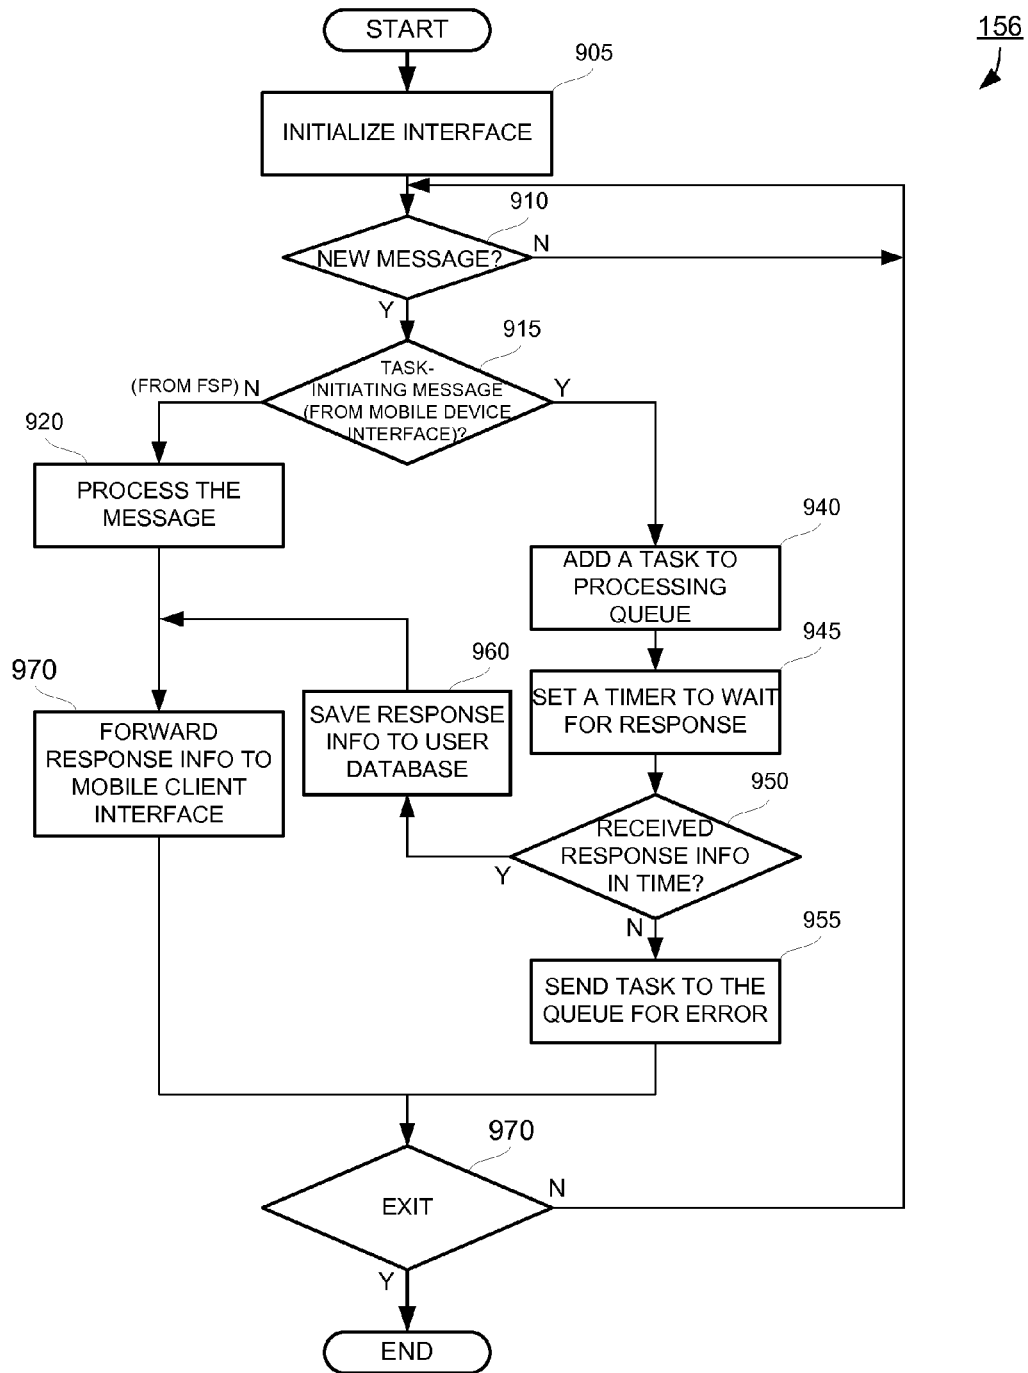 START
156
905
INITIALIZE INTERFACE
910
NEW MESSAGE?
N
Y
915
TASK-
INITIATING MESSAGE
(FROM MOBILE DEVICE
INTERFACE)?
(FROM FSP) N
Y
920
PROCESS THE
MESSAGE
940
ADD A TASK TO
PROCESSING
QUEUE
945
SET A TIMER TO WAIT
FOR RESPONSE
960
SAVE RESPONSE
INFO TO USER
DATABASE
970
FORWARD
RESPONSE INFO TO
MOBILE CLIENT
INTERFACE
950
RECEIVED
RESPONSE INFO
IN TIME?
Y
N
955
SEND TASK TO THE
QUEUE FOR ERROR
970
EXIT
N
Y
END